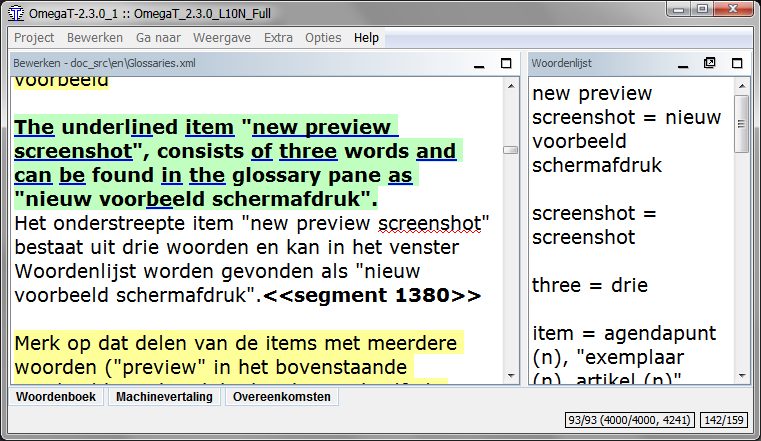 OmegaT-2.3.0_1 :: OmegaT_2.3.0_L10N_Full
Project Bewerken Ga naar Weergave Extra Opties Help
Bewerken - doc_src\en\Glossaries.xml
voorbeeld
The underlined item "new preview
screenshot", consists of three words and
can be found in the glossary pane as
"nieuw voorbeeld schermafdruk".
Het onderstreepte item "new preview screenshot"
bestaat uit drie woorden en kan in het venster
Woordenlijst worden gevonden als "nieuw
voorbeeld schermafdruk".<<segment 1380>>
Merk op dat delen van de items met meerdere
woorden ("preview" in het bovenstaande
Woordenlijst
new preview
screenshot = nieuw
voorbeeld
schermafdruk
screenshot =
screenshot
three = drie
item = agendapunt
(n), "exemplaar
(n), artikel (n)"
Woordenboek Machinevertaling Overeenkomsten
93/93 (4000/4000, 4241) 142/159